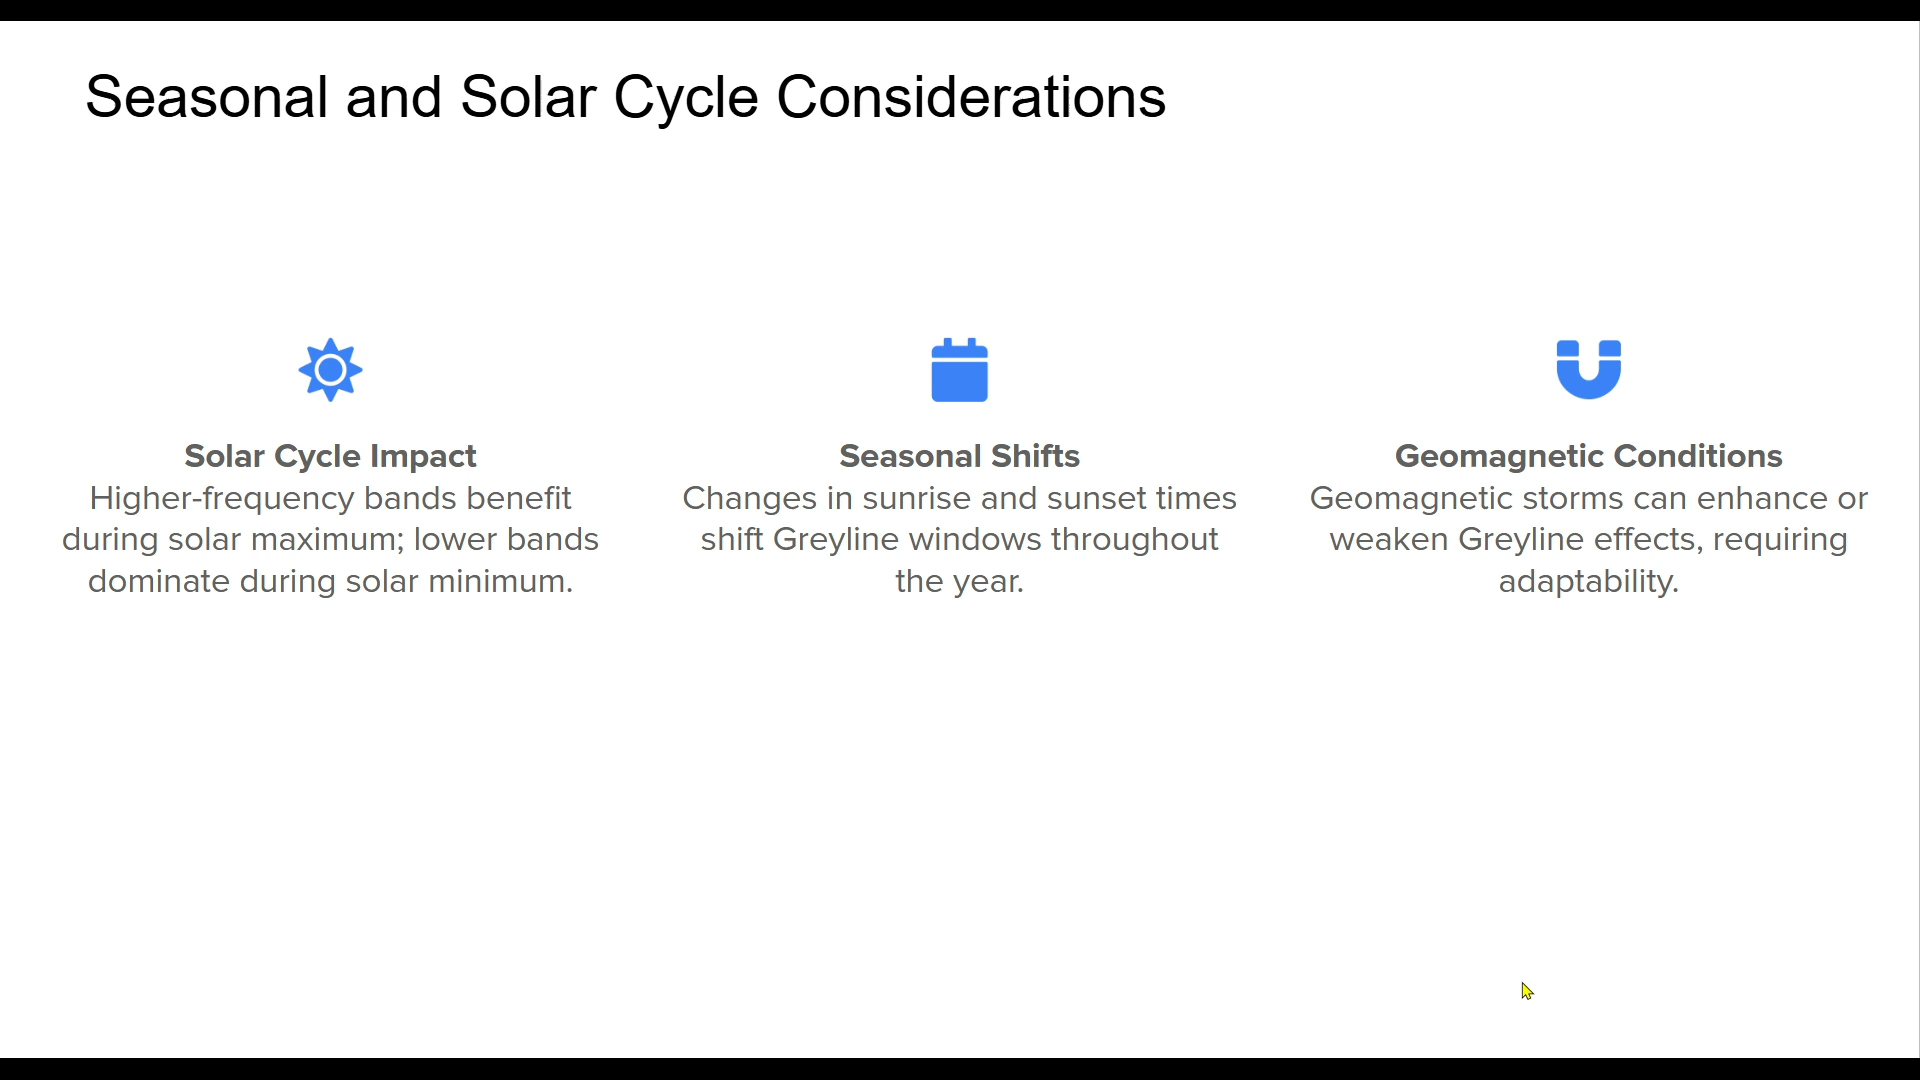 Seasonal and Solar Cycle Considerations
Solar Cycle Impact
Higher-frequency bands benefit
during solar maximum; lower bands
dominate during solar minimum.
Seasonal Shifts
Changes in sunrise and sunset times
shift Greyline windows throughout
the year.
Geomagnetic Conditions
Geomagnetic storms can enhance or
weaken Greyline effects, requiring
adaptability.